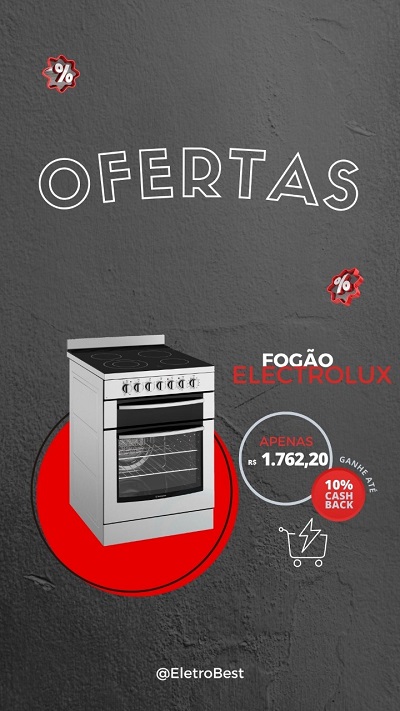 %
OFERTAS
%
FOGÃO
ELECTROLUX
APENAS
R$ 1.762,20
GANHE ATÉ
10%
CASH
BACK
@EletroBest